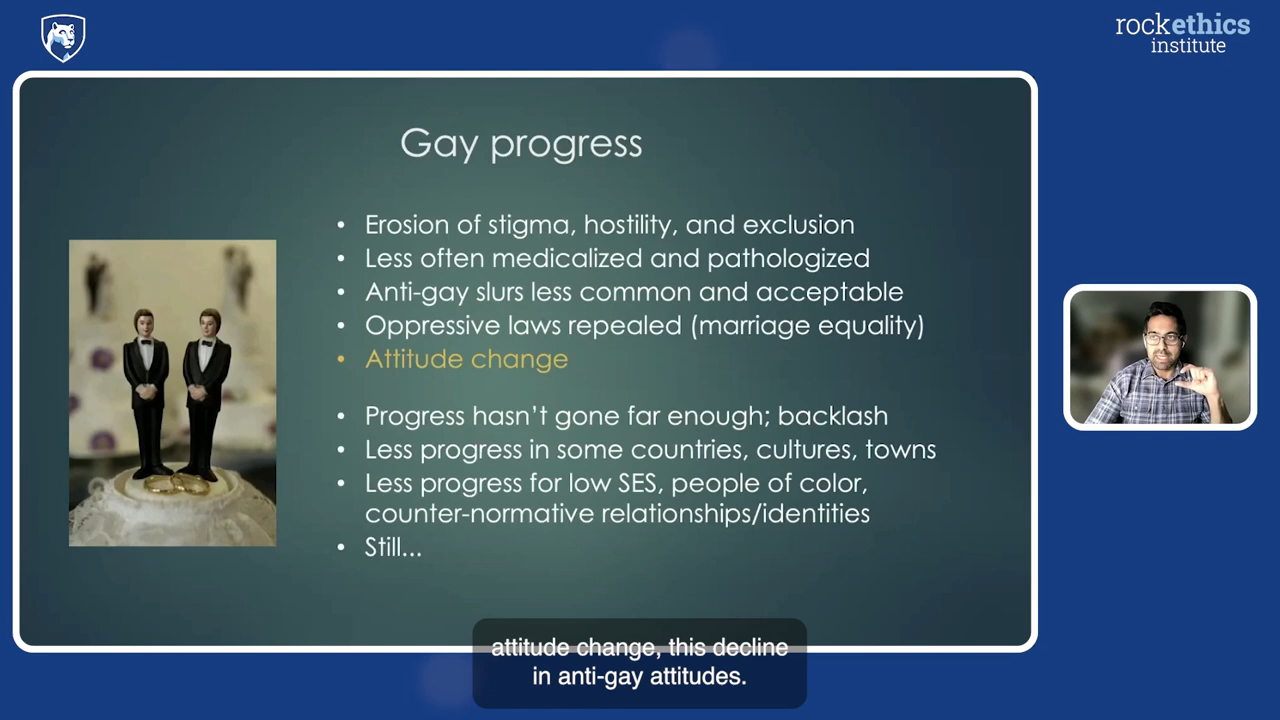 rockethics
institute
Gay progress
• Erosion of stigma, hostility, and exclusion
• Less often medicalized and pathologized
• Anti-gay slurs less common and acceptable
• Oppressive laws repealed (marriage equality)
• Attitude change
• Progress hasn't gone far enough; backlash
• Less progress in some countries, cultures, towns
• Less progress for low SES, people of color,
counter-normative relationships/identities
• Still...
attitude change, this decline
in anti-gay attitudes.